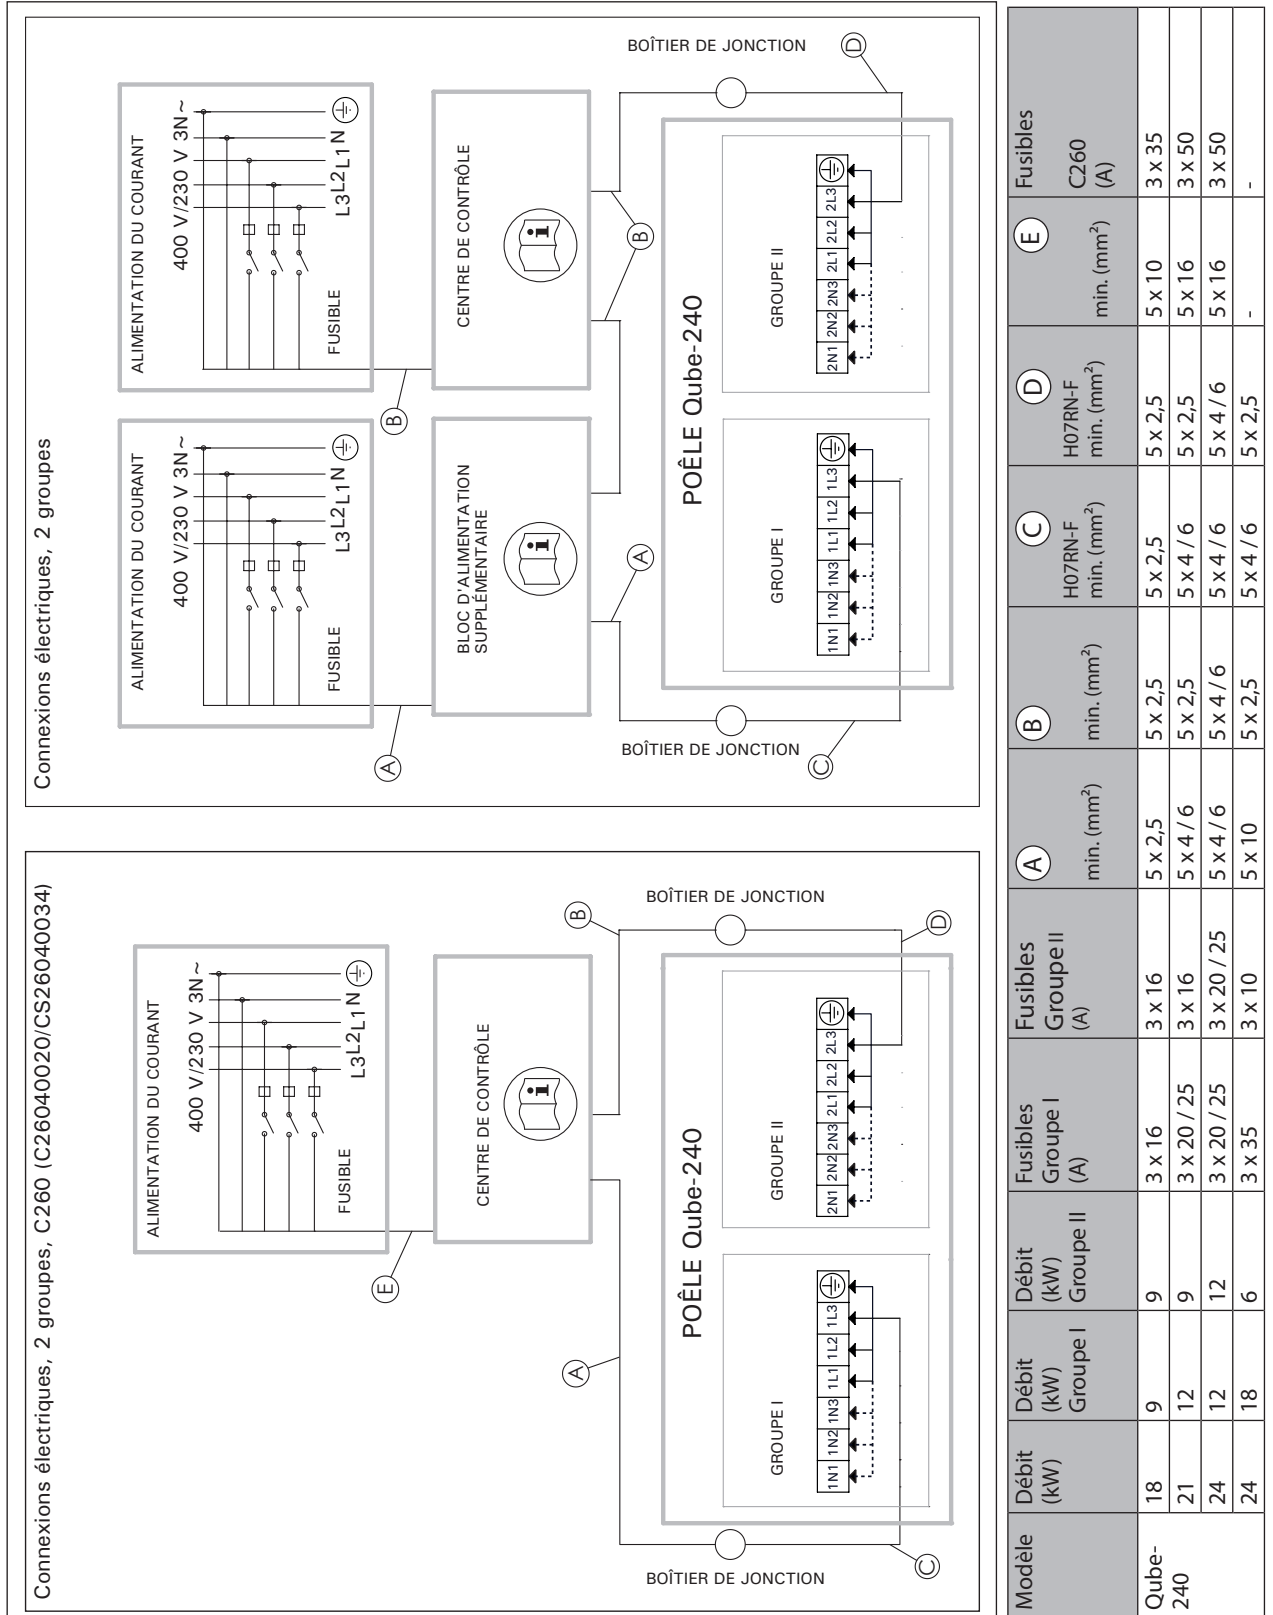 Connexions électriques, 2 groupes, C260 (C26040020/CS26040034)
ALIMENTATION DU COURANT
400 V/230 V 3N~
L3 L2 L1 N
FUSIBLE
E
CENTRE DE CONTRÔLE
i
A
B
BOÎTIER DE JONCTION
BOÎTIER DE JONCTION
C
D
POÊLE Qube-240
GROUPE I
1N1 1N2 1N3 1L1 1L2 1L3
GROUPE II
2N1 2N2 2N3 2L1 2L2 2L3
Connexions électriques, 2 groupes
ALIMENTATION DU COURANT
400 V/230 V 3N~
L3 L2 L1 N
FUSIBLE
A
ALIMENTATION DU COURANT
400 V/230 V 3N~
L3 L2 L1 N
FUSIBLE
B
BLOC D'ALIMENTATION
SUPPLÉMENTAIRE
i
CENTRE DE CONTRÔLE
i
A
B
BOÎTIER DE JONCTION
BOÎTIER DE JONCTION
C
D
POÊLE Qube-240
GROUPE I
1N1 1N2 1N3 1L1 1L2 1L3
GROUPE II
2N1 2N2 2N3 2L1 2L2 2L3
Modèle
Débit
(kW)
Débit
(kW)
Groupe I
Débit
(kW)
Groupe II
Fusibles
Groupe I
(A)
Fusibles
Groupe II
(A)
A
min. (mm²)
B
min. (mm²)
C
H07RN-F
min. (mm²)
D
H07RN-F
min. (mm²)
E
min. (mm²)
Fusibles
C260
(A)
Qube-
240
18 9 9 3 x 16 3 x 16 5 x 2,5 5 x 2,5 5 x 2,5 5 x 2,5 5 x 10 3 x 35
21 12 9 3 x 20 / 25 3 x 16 5 x 4 / 6 5 x 2,5 5 x 4 / 6 5 x 2,5 5 x 16 3 x 50
24 12 12 3 x 20 / 25 3 x 20 / 25 5 x 4 / 6 5 x 4 / 6 5 x 4 / 6 5 x 4 / 6 5 x 16 3 x 50
24 18 6 3 x 35 3 x 10 5 x 10 5 x 2,5 5 x 4 / 6 5 x 2,5 - -